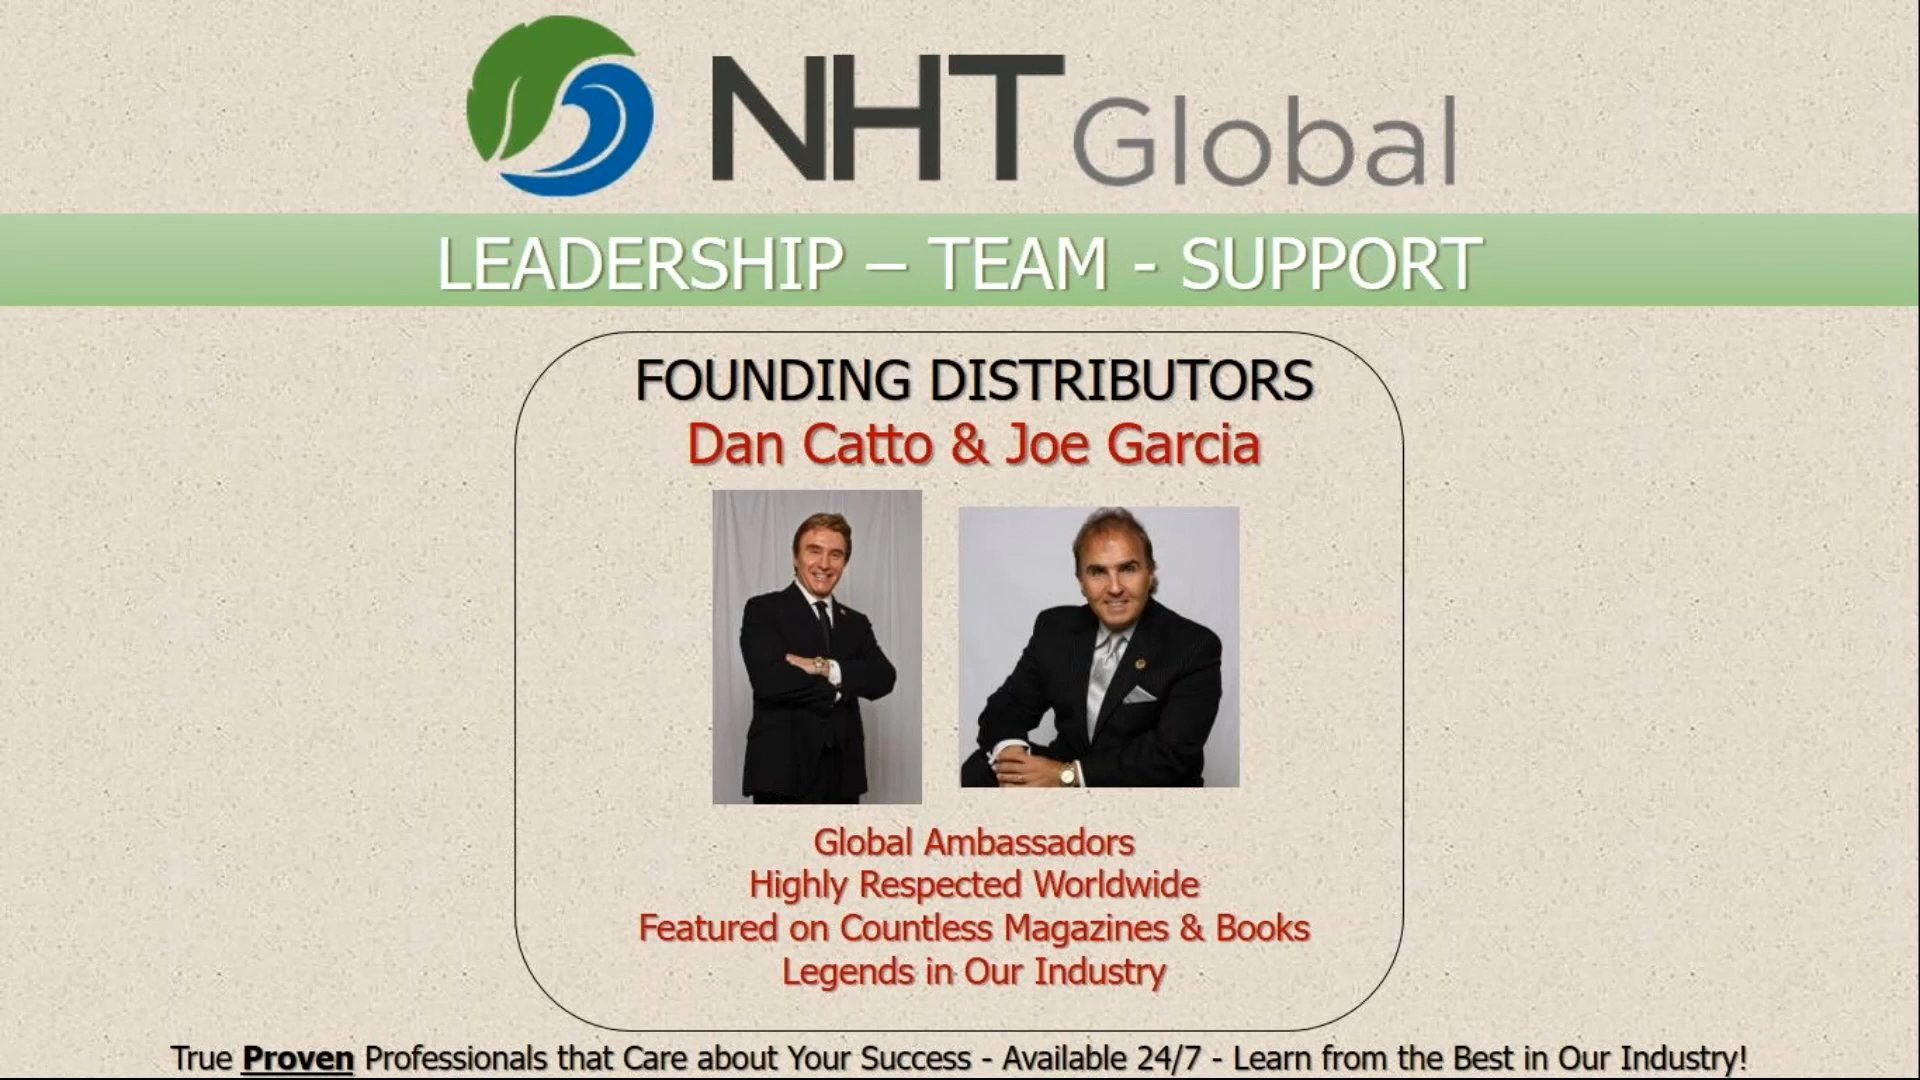 NHT Global
LEADERSHIP – TEAM - SUPPORT
FOUNDING DISTRIBUTORS
Dan Catto & Joe Garcia
Global Ambassadors
Highly Respected Worldwide
Featured on Countless Magazines & Books
Legends in Our Industry
True Proven Professionals that Care about Your Success - Available 24/7 - Learn from the Best in Our Industry!